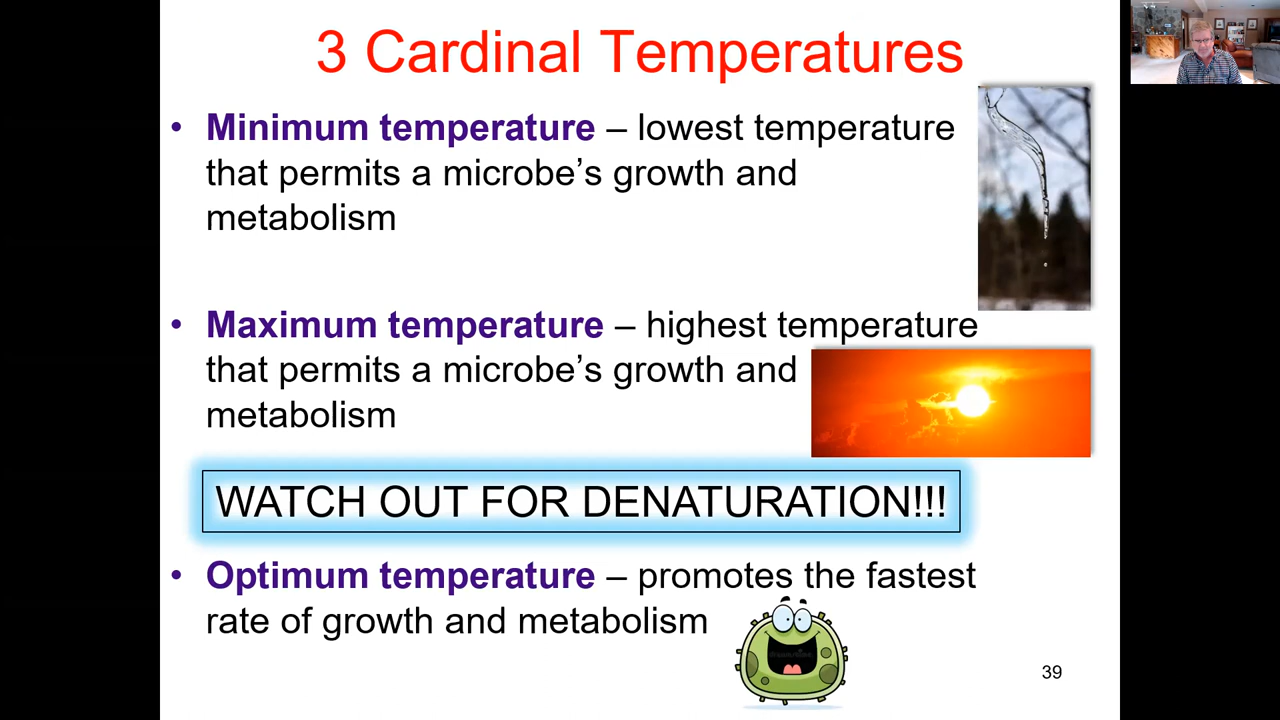 3 Cardinal Temperatures
• Minimum temperature – lowest temperature
that permits a microbe’s growth and
metabolism
• Maximum temperature – highest temperature
that permits a microbe’s growth and
metabolism
WATCH OUT FOR DENATURATION!!!
• Optimum temperature – promotes the fastest
rate of growth and metabolism
39